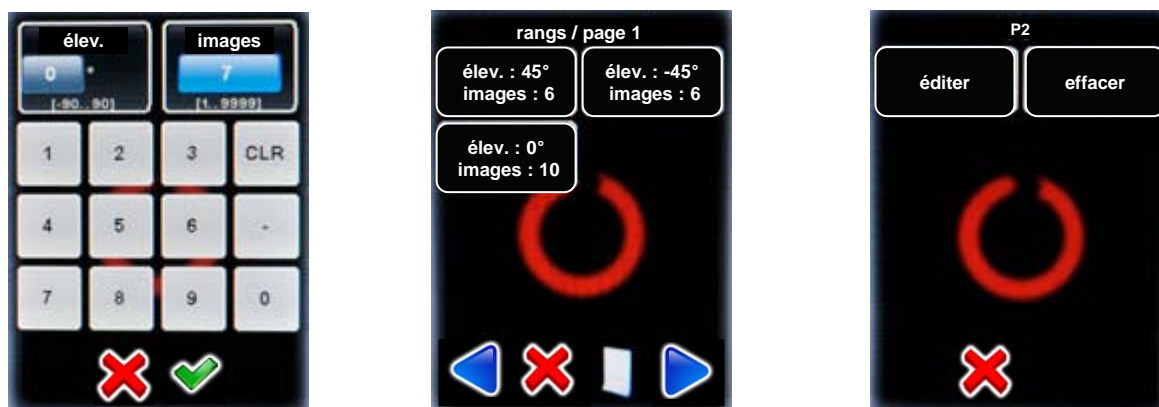 élev.
images
0 °
7
[-90..90]
[1..9999]
1 2 3 CLR
4 5 6 -
7 8 9 0
rangs / page 1
élev. : 45°
images : 6
élev. : -45°
images : 6
élev. : 0°
images : 10
P2
éditer
effacer